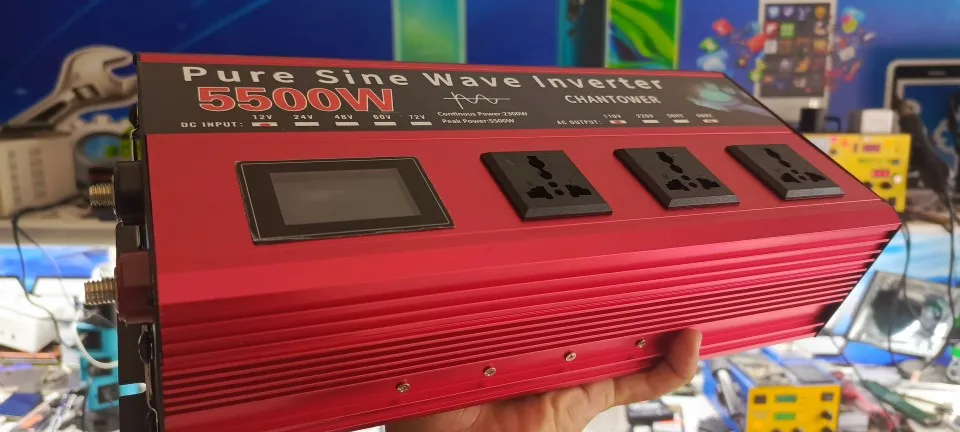 Pure Sine Wave Inverter
5500W
CHANTOWER
Continous Power:2300W
Peak Power:5500W
DC INPUT: 12V 24V 48V 60V 72V
AC OUTPUT: 110V 220V 50HZ 60HZ